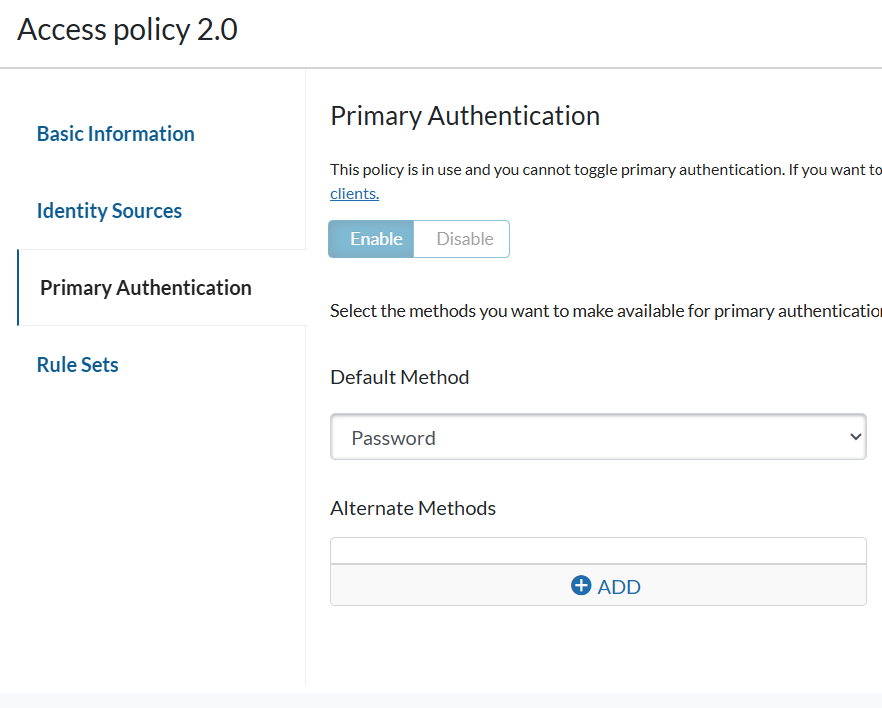 Access policy 2.0
Basic Information
Identity Sources
Primary Authentication
Rule Sets
Primary Authentication
This policy is in use and you cannot toggle primary authentication. If you want to
clients.
Enable
Disable
Select the methods you want to make available for primary authentication
Default Method
Password
Alternate Methods
ADD